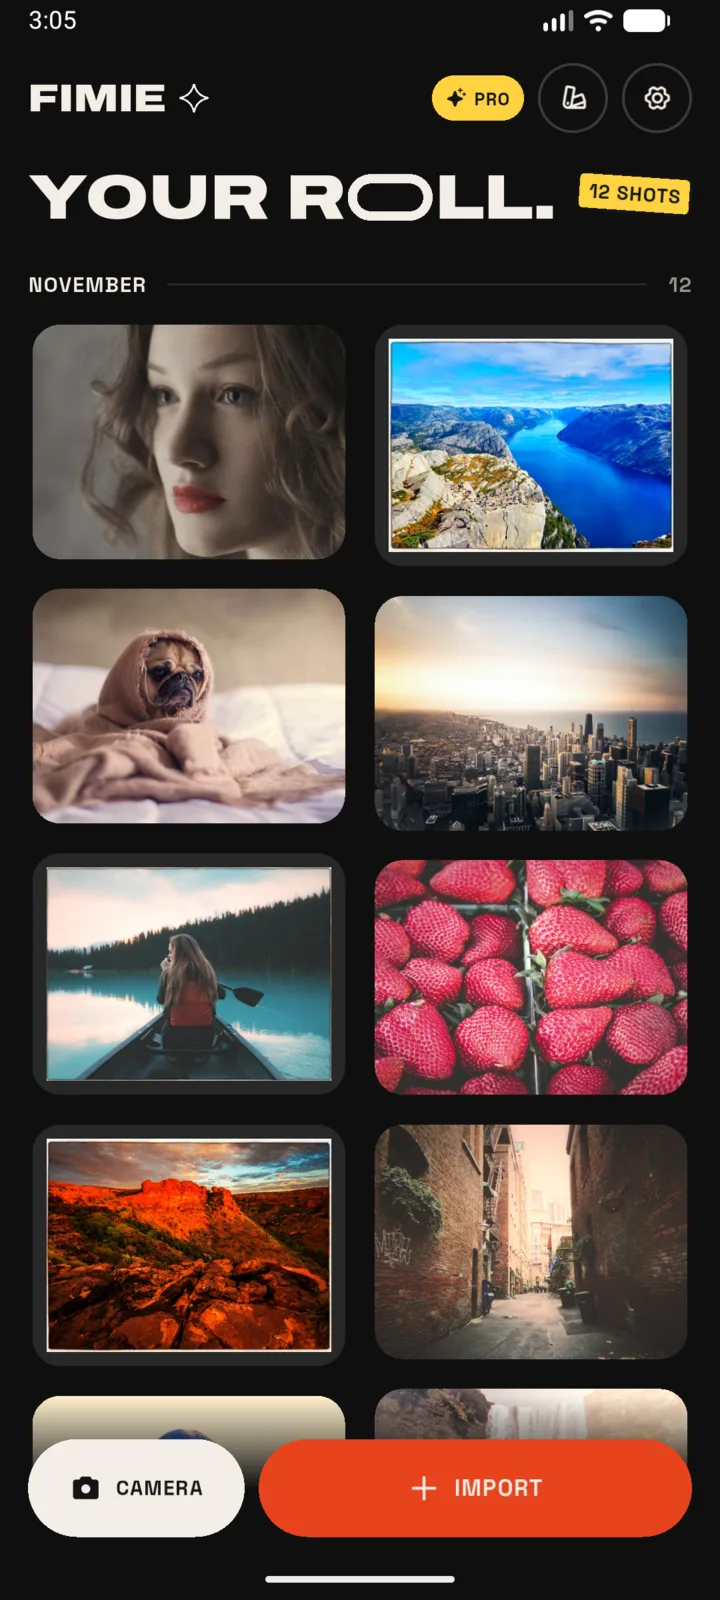 3:05
FIMIE
PRO
YOUR ROLL.
12 SHOTS
NOVEMBER
12
CAMERA
IMPORT